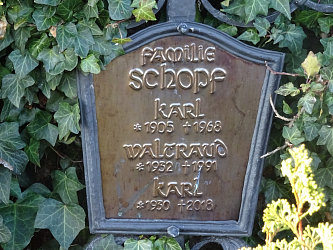 FAMILIE
SCHOPF
KARL
*1905 †1968
WALTRAUD
*1932 †1991
KARL
*1930 †2018